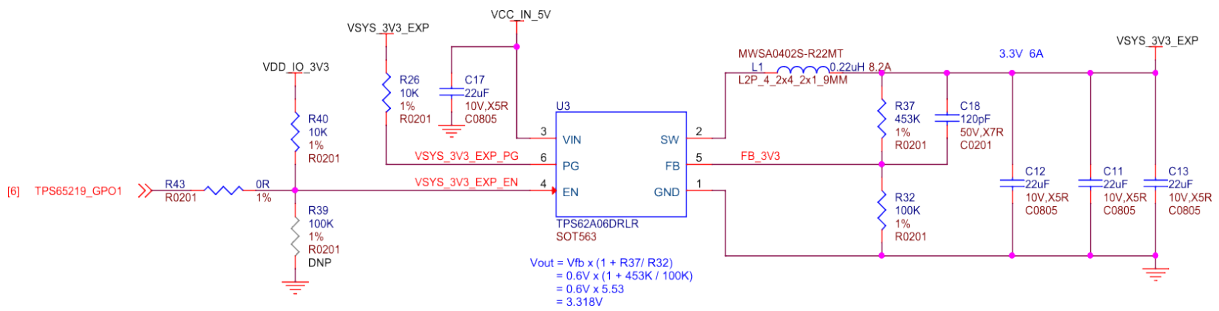 VCC_IN_5V
VSYS_3V3_EXP
VDD_IO_3V3
R26
10K
1%
R0201
C17
22uF
10V,X5R
C0805
R40
10K
1%
R0201
U3
3 VIN
6 PG
4 EN
SW 2
FB 5
GND 1
TPS62A06DRLR
SOT563
VSYS_3V3_EXP_PG
VSYS_3V3_EXP_EN
[6] TPS65219_GPO1
R43
R0201
0R
1%
R39
100K
1%
R0201
DNP
MWSA0402S-R22MT
L1 0.22uH 8.2A
L2P_4_2x4_2x1_9MM
3.3V 6A
VSYS_3V3_EXP
R37
453K
1%
R0201
C18
120pF
50V,X7R
C0201
FB_3V3
R32
100K
1%
R0201
C12
22uF
10V,X5R
C0805
C11
22uF
10V,X5R
C0805
C13
22uF
10V,X5R
C0805
Vout = Vfb x (1 + R37/ R32)
= 0.6V x (1 + 453K / 100K)
= 0.6V x 5.53
= 3.318V